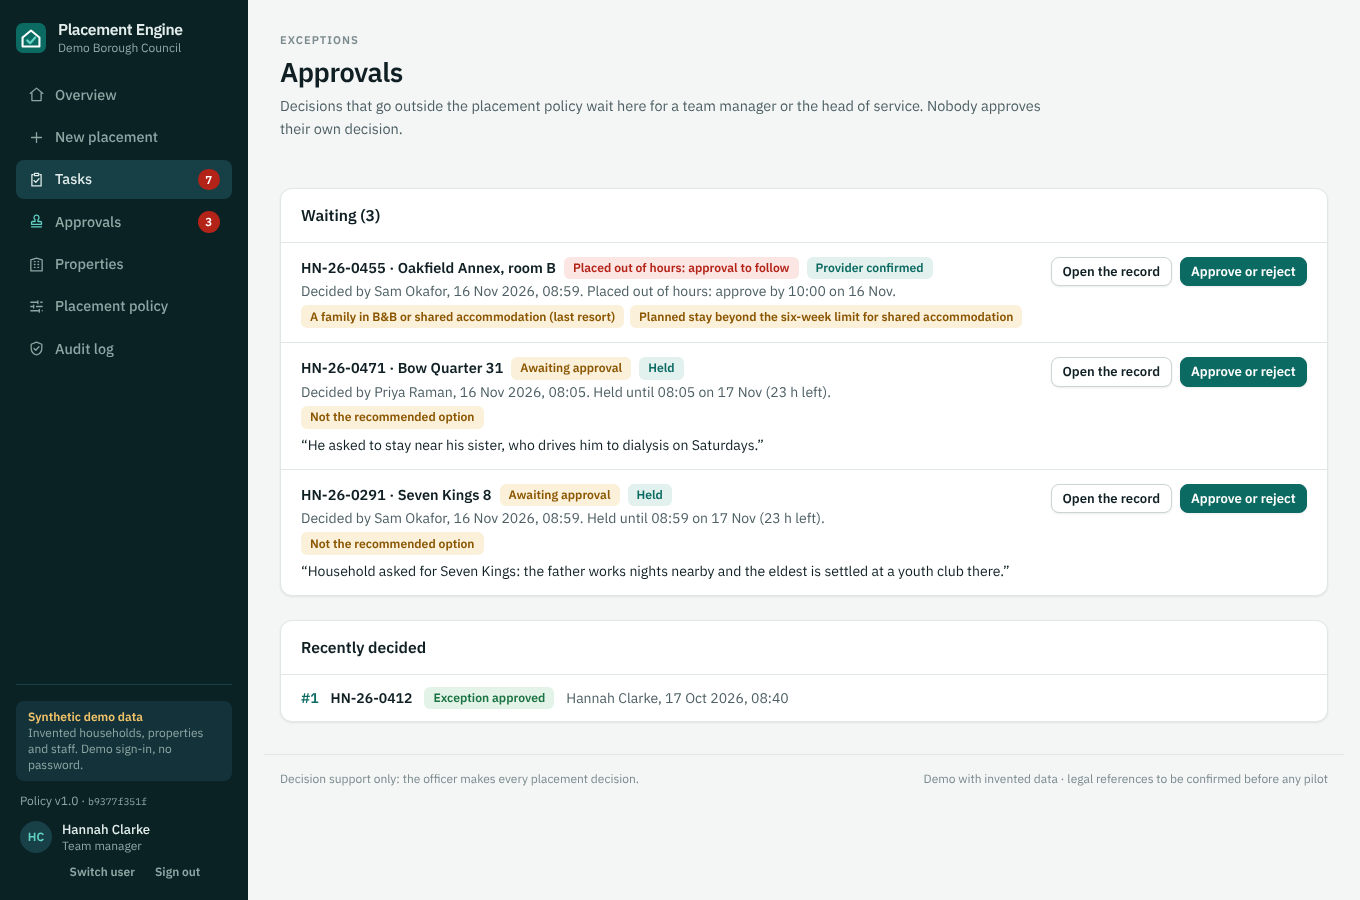 Placement Engine
Demo Borough Council
Overview
New placement
Tasks 7
Approvals 3
Properties
Placement policy
Audit log
Synthetic demo data
Invented households, properties
and staff. Demo sign-in, no
password.
Policy v1.0 · b9377f351f
HC
Hannah Clarke
Team manager
Switch user Sign out
EXCEPTIONS
Approvals
Decisions that go outside the placement policy wait here for a team manager or the head of service. Nobody approves
their own decision.
Waiting (3)
HN-26-0455 · Oakfield Annex, room B Placed out of hours: approval to follow Provider confirmed Open the record Approve or reject
Decided by Sam Okafor, 16 Nov 2026, 08:59. Placed out of hours: approve by 10:00 on 16 Nov.
A family in B&B or shared accommodation (last resort) Planned stay beyond the six-week limit for shared accommodation
HN-26-0471 · Bow Quarter 31 Awaiting approval Held Open the record Approve or reject
Decided by Priya Raman, 16 Nov 2026, 08:05. Held until 08:05 on 17 Nov (23 h left).
Not the recommended option
“He asked to stay near his sister, who drives him to dialysis on Saturdays.”
HN-26-0291 · Seven Kings 8 Awaiting approval Held Open the record Approve or reject
Decided by Sam Okafor, 16 Nov 2026, 08:59. Held until 08:59 on 17 Nov (23 h left).
Not the recommended option
“Household asked for Seven Kings: the father works nights nearby and the eldest is settled at a youth club there.”
Recently decided
#1 HN-26-0412 Exception approved Hannah Clarke, 17 Oct 2026, 08:40
Decision support only: the officer makes every placement decision.
Demo with invented data · legal references to be confirmed before any pilot